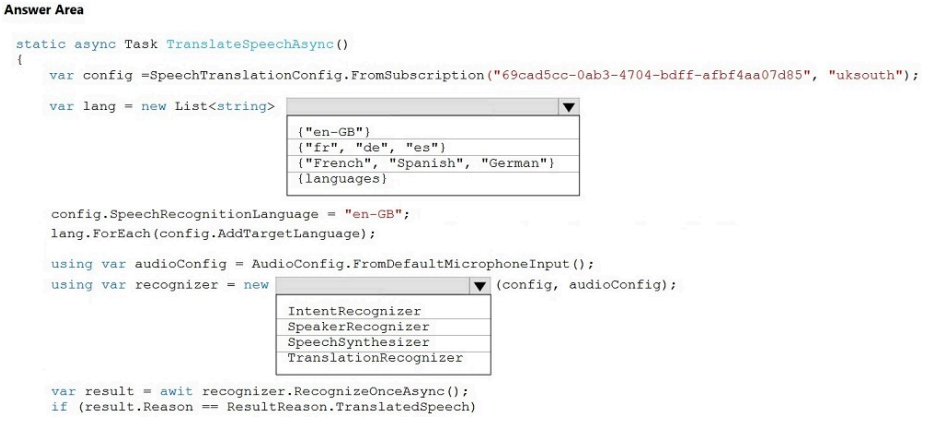 Answer Area
static async Task TranslateSpeechAsync()
{
var config =SpeechTranslationConfig.FromSubscription("69cad5cc-0ab3-4704-bdff-afbf4aa07d85", "uksouth");
var lang = new List<string>
{"en-GB"}
{"fr", "de", "es"}
{"French", "Spanish", "German"}
{languages}
config.SpeechRecognitionLanguage = "en-GB";
lang.ForEach(config.AddTargetLanguage);
using var audioConfig = AudioConfig.FromDefaultMicrophoneInput();
using var recognizer = new (config, audioConfig);
IntentRecognizer
SpeakerRecognizer
SpeechSynthesizer
TranslationRecognizer
var result = awit recognizer.RecognizeOnceAsync();
if (result.Reason == ResultReason.TranslatedSpeech)